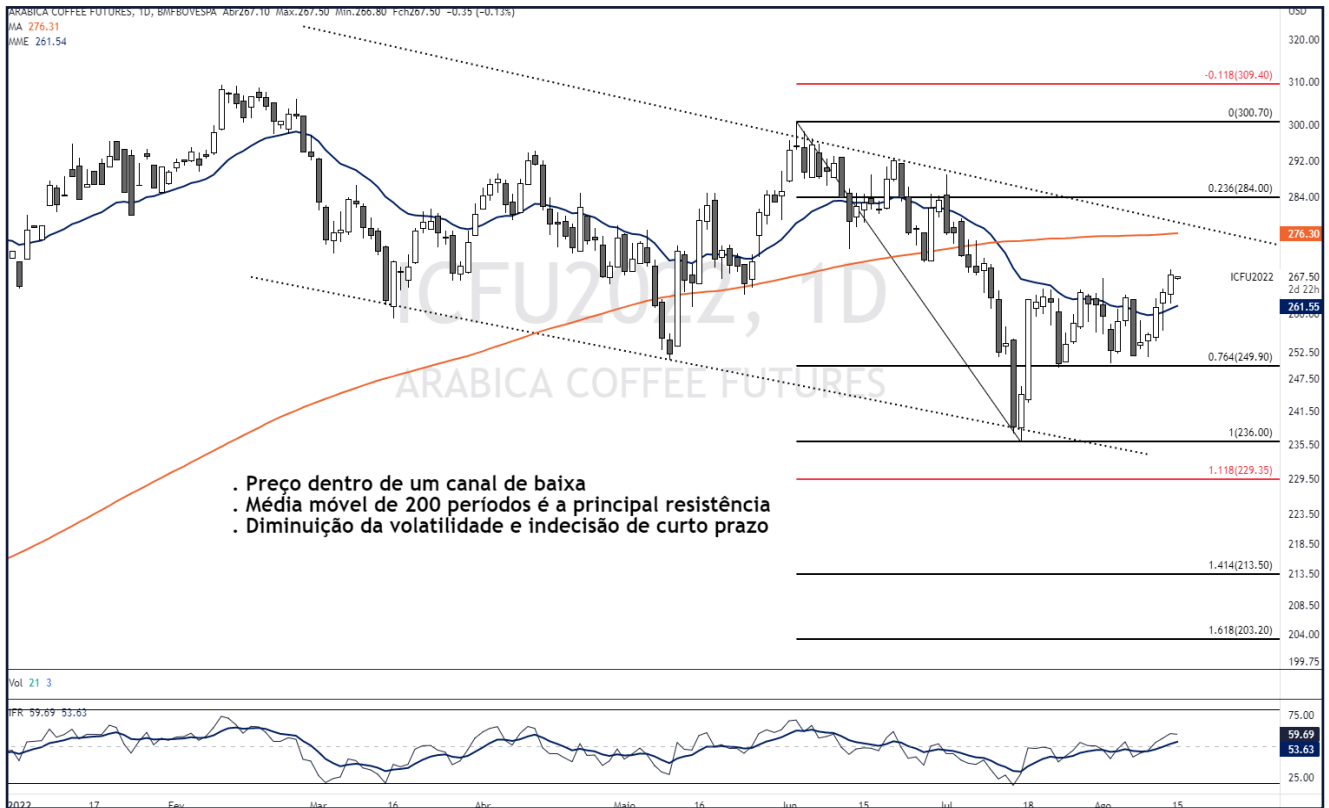 ARABICA COFFEE FUTURES, 1D, BMFBOVESPA Abr267.10 Max.267.50 Min.266.80 Fch267.50 −0.35 (−0.13%)
MA 276.31
MME 261.54
USD
320.00
-0.118(309.40)
310.00
0(300.70)
300.00
292.00
0.236(284.00)
284.00
276.30
ICFU2022
267.50
2d 22h
261.55
260.00
ICFU2022, 1D
ARABICA COFFEE FUTURES
0.764(249.90)
252.50
247.50
241.50
1(236.00)
235.50
1.118(229.35)
229.50
. Preço dentro de um canal de baixa
. Média móvel de 200 períodos é a principal resistência
. Diminuição da volatilidade e indecisão de curto prazo
223.50
218.50
1.414(213.50)
213.50
208.50
1.618(203.20)
204.00
199.75
Vol 21 3
IFR 59.69 53.63
75.00
59.69
53.63
25.00
2022 17 Fev Mar 16 Abr Maio 16 Jun 15 Jul 18 Ago 15